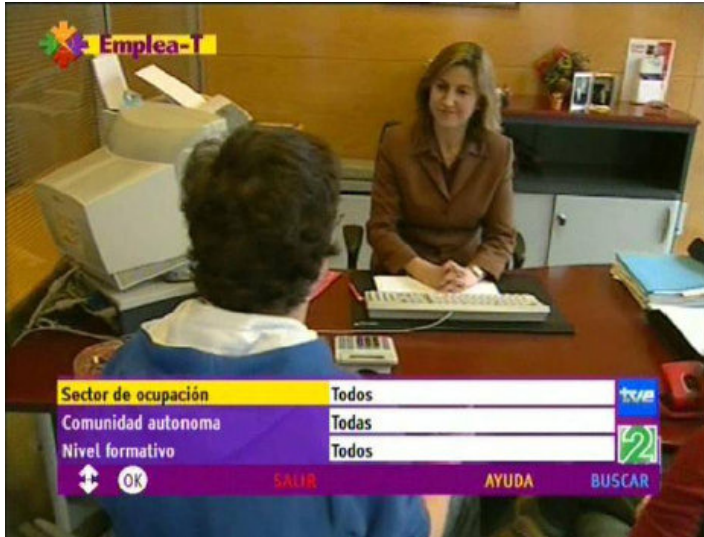 Emplea-T
Sector de ocupación Todos
tve
Comunidad autonoma Todas
Nivel formativo Todos
2
OK SALIR AYUDA BUSCAR